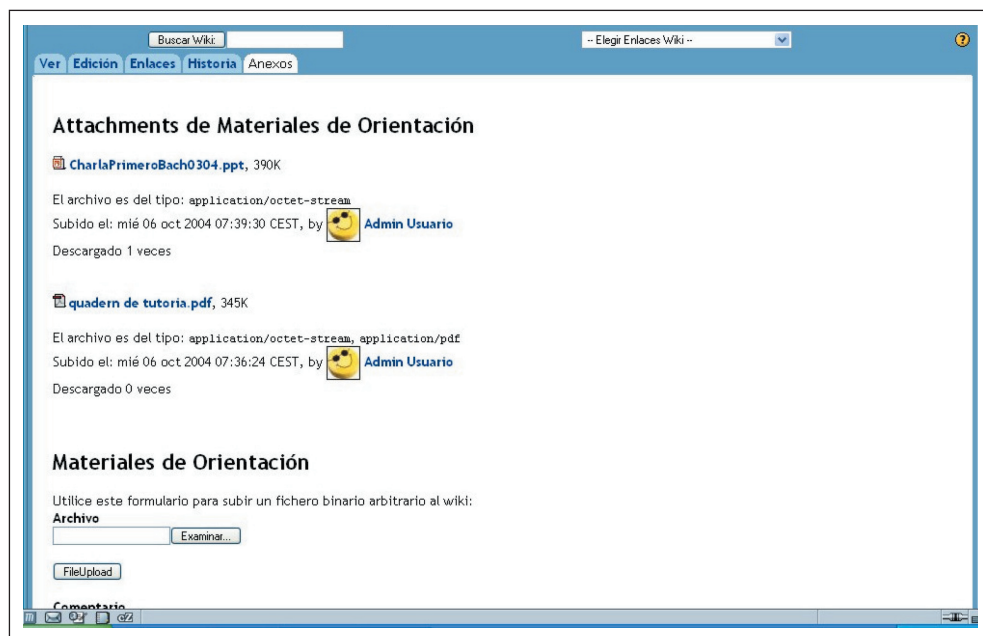 Buscar Wiki:
-- Elegir Enlaces Wiki --
?
Ver Edición Enlaces Historia Anexos
Attachments de Materiales de Orientación
CharlaPrimeroBach0304.ppt, 390K
El archivo es del tipo: application/octet-stream
Subido el: mié 06 oct 2004 07:39:30 CEST, by Admin Usuario
Descargado 1 veces
quadern de tutoria.pdf, 345K
El archivo es del tipo: application/octet-stream, application/pdf
Subido el: mié 06 oct 2004 07:36:24 CEST, by Admin Usuario
Descargado 0 veces
Materiales de Orientación
Utilice este formulario para subir un fichero binario arbitrario al wiki:
Archivo
Examinar...
FileUpload
Comentario